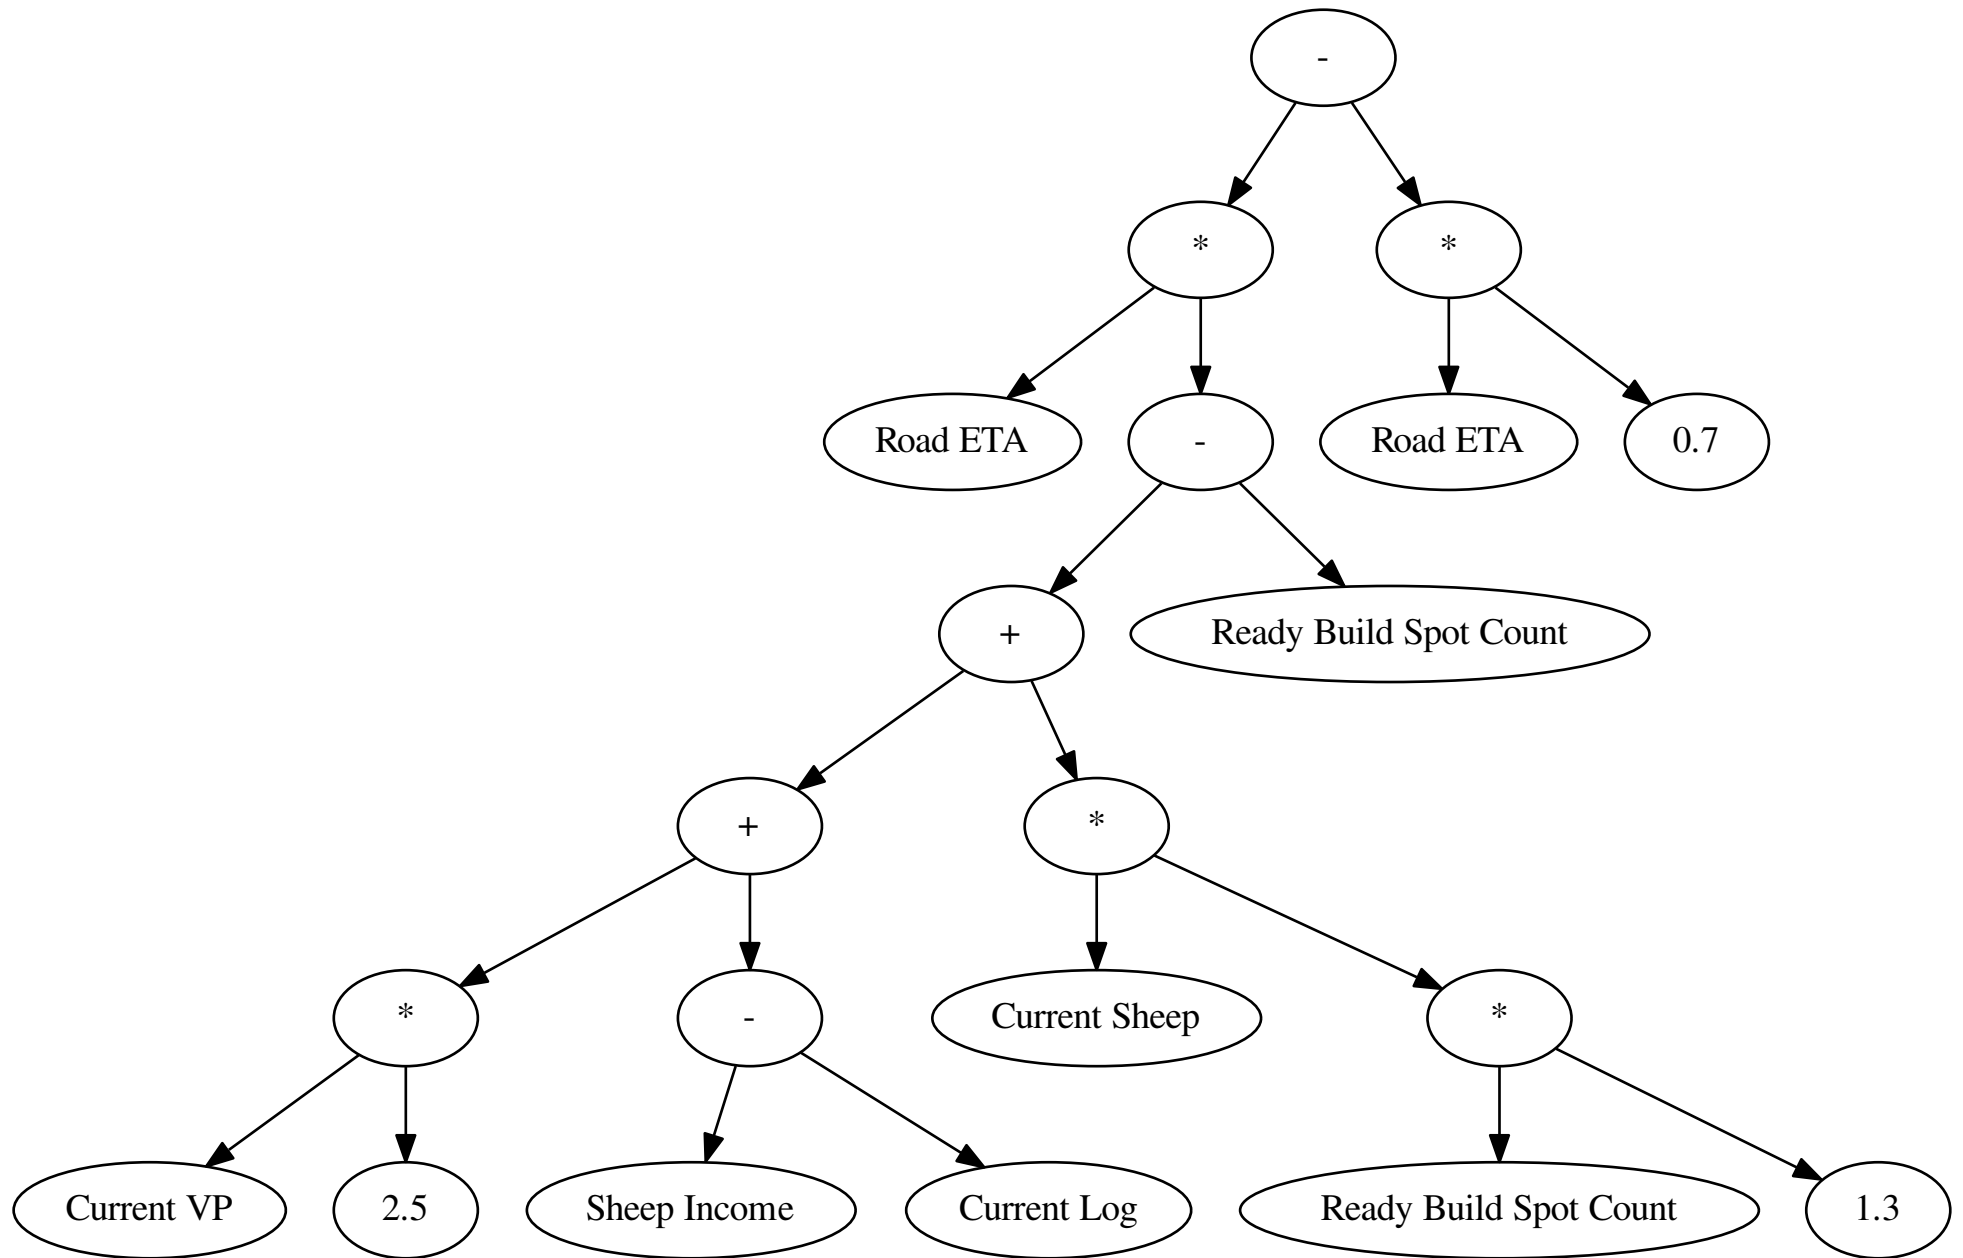 -
*
*
Road ETA
-
Road ETA
0.7
+
Ready Build Spot Count
+
*
*
-
Current Sheep
*
Current VP
2.5
Sheep Income
Current Log
Ready Build Spot Count
1.3